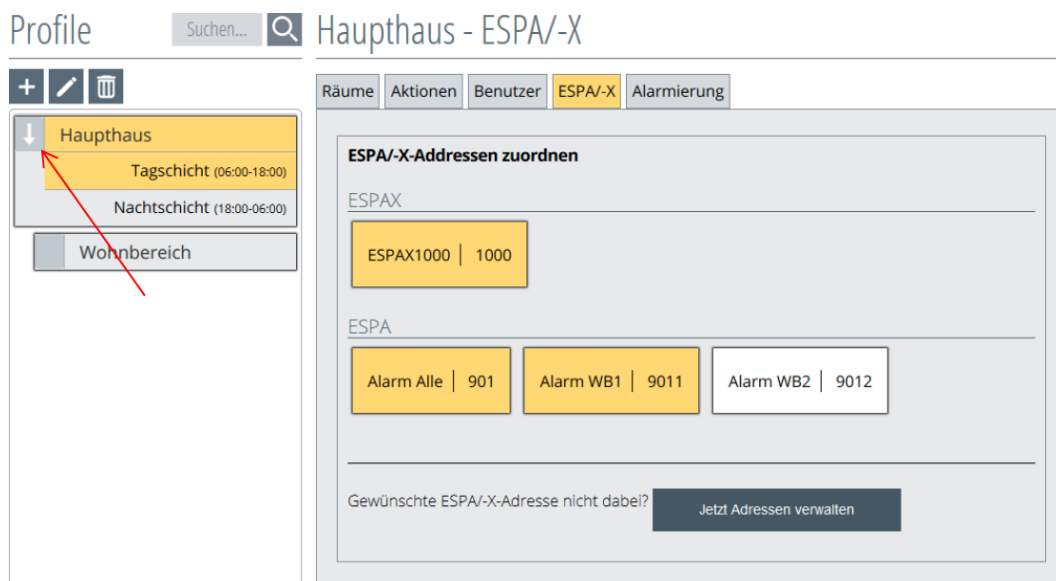 Profile
Suchen...
Haupthaus - ESPA/-X
Räume Aktionen Benutzer ESPA/-X Alarmierung
Haupthaus
Tagschicht (06:00-18:00)
Nachtschicht (18:00-06:00)
Wohnbereich
ESPA/-X-Addressen zuordnen
ESPAX
ESPAX1000 | 1000
ESPA
Alarm Alle | 901
Alarm WB1 | 9011
Alarm WB2 | 9012
Gewünschte ESPA/-X-Adresse nicht dabei?
Jetzt Adressen verwalten